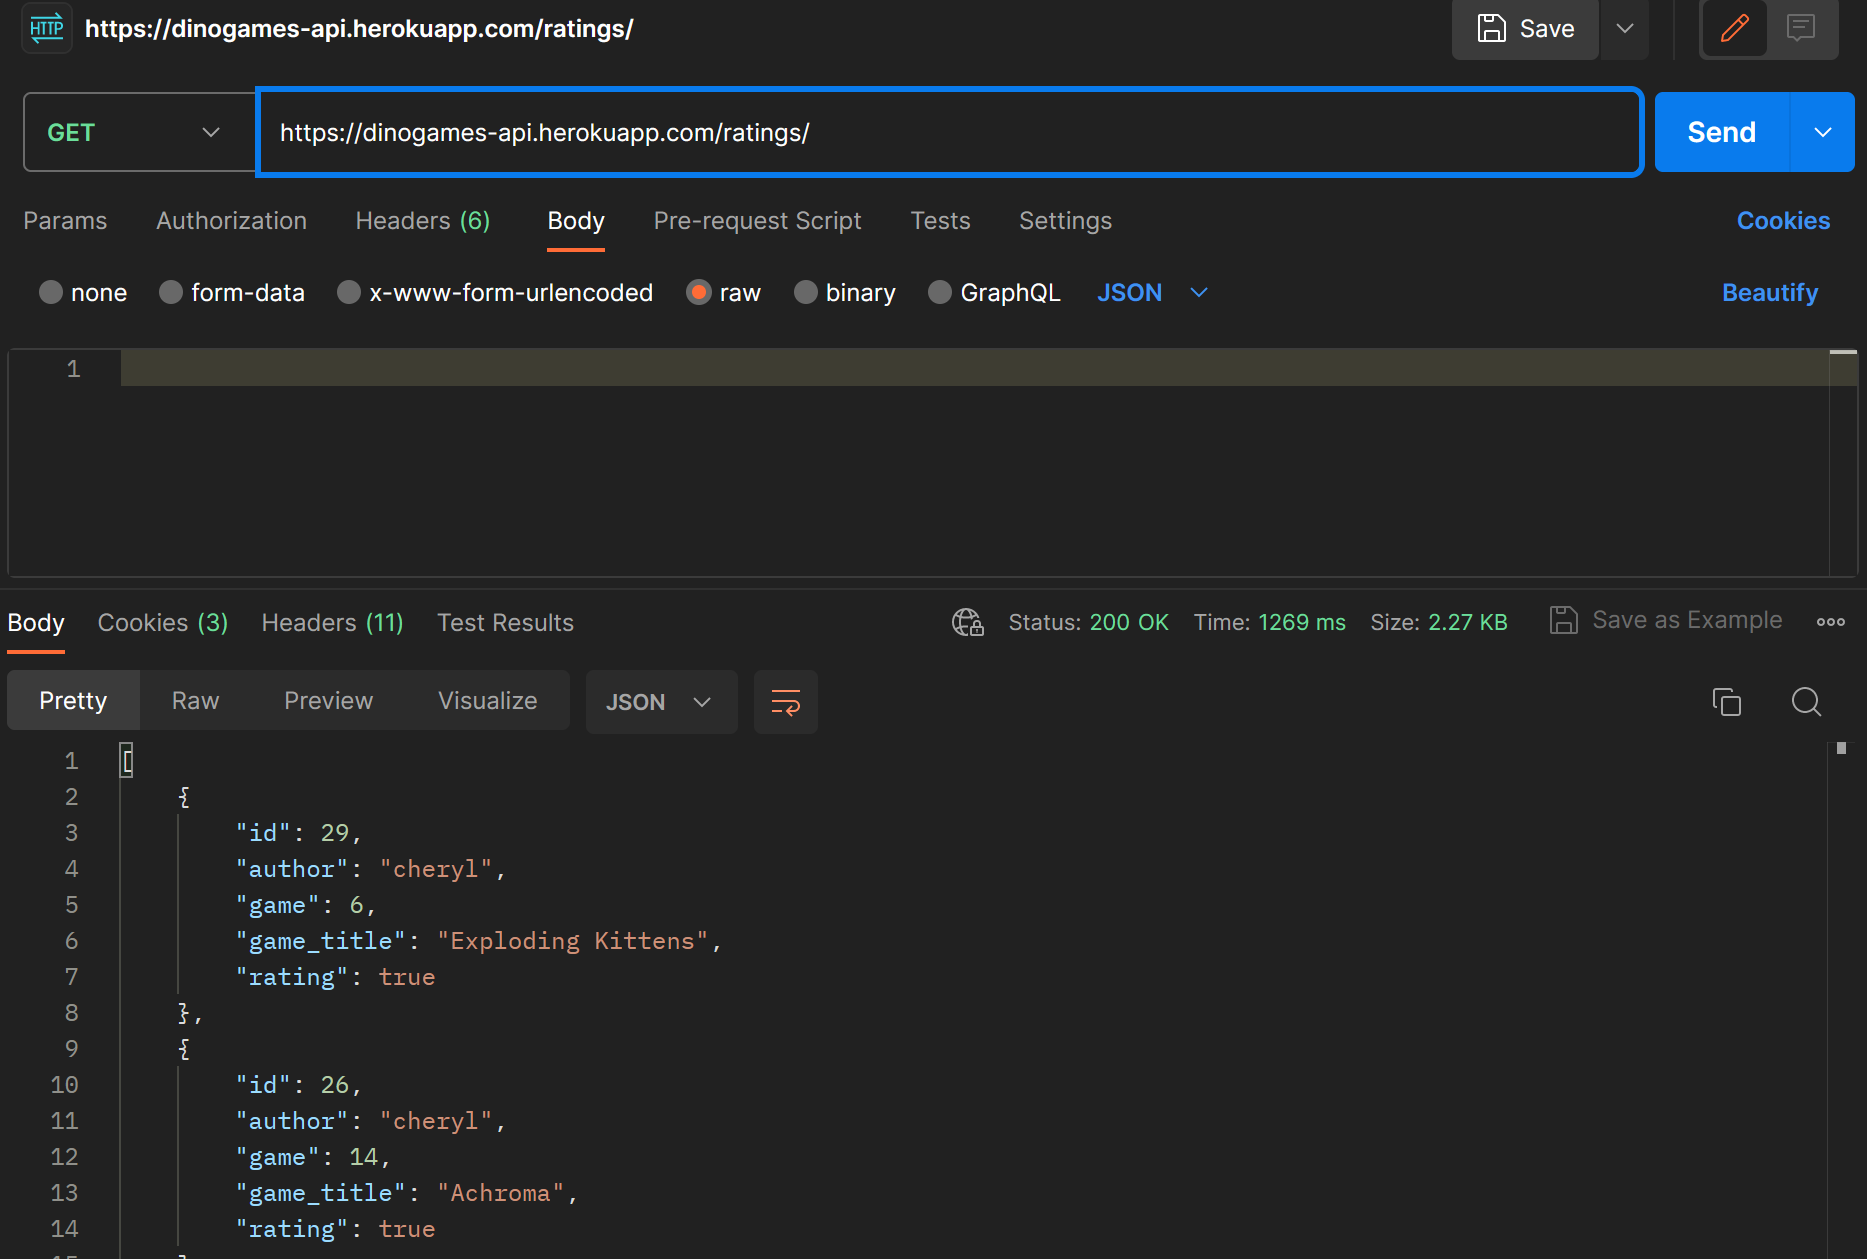 HTTP https://dinogames-api.herokuapp.com/ratings/ Save
GET https://dinogames-api.herokuapp.com/ratings/ Send
Params Authorization Headers (6) Body Pre-request Script Tests Settings Cookies
none form-data x-www-form-urlencoded raw binary GraphQL JSON Beautify
1
Body Cookies (3) Headers (11) Test Results Status: 200 OK Time: 1269 ms Size: 2.27 KB Save as Example
Pretty Raw Preview Visualize JSON
1 [
2 {
3 "id": 29,
4 "author": "cheryl",
5 "game": 6,
6 "game_title": "Exploding Kittens",
7 "rating": true
8 },
9 {
10 "id": 26,
11 "author": "cheryl",
12 "game": 14,
13 "game_title": "Achroma",
14 "rating": true